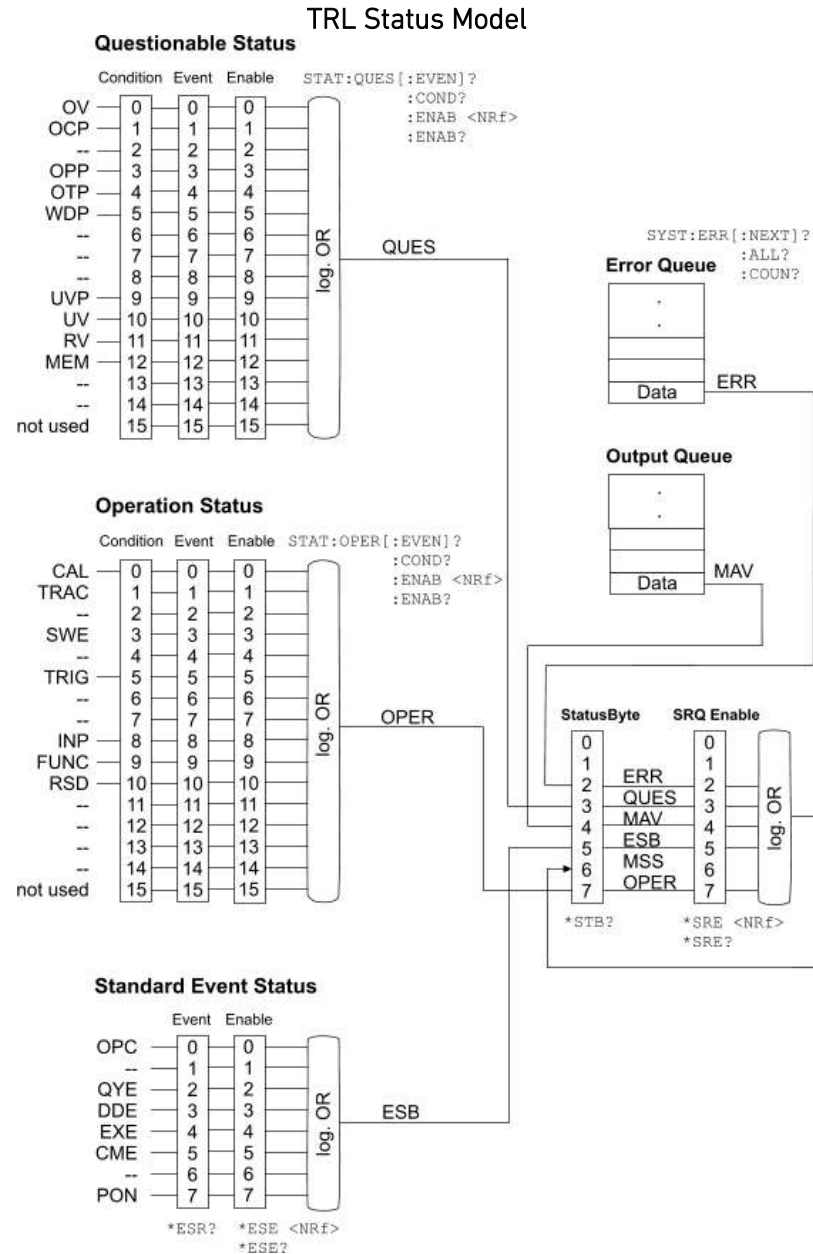 TRL Status Model
Questionable Status
Condition Event Enable STAT:QUES[:EVEN]?
:COND?
:ENAB <NRf>
:ENAB?
OV 0 0 0
OCP 1 1 1
-- 2 2 2
OPP 3 3 3
OTP 4 4 4
WDP 5 5 5
-- 6 6 6
-- 7 7 7
-- 8 8 8
UVP 9 9 9
UV 10 10 10
RV 11 11 11
MEM 12 12 12
-- 13 13 13
-- 14 14 14
not used 15 15 15
log. OR
QUES
SYST:ERR[:NEXT]?
:ALL?
:COUN?
Error Queue
.
.
Data ERR
Output Queue
.
.
Data MAV
Operation Status
Condition Event Enable STAT:OPER[:EVEN]?
:COND?
:ENAB <NRf>
:ENAB?
CAL 0 0 0
TRAC 1 1 1
-- 2 2 2
SWE 3 3 3
-- 4 4 4
TRIG 5 5 5
-- 6 6 6
-- 7 7 7
INP 8 8 8
FUNC 9 9 9
RSD 10 10 10
-- 11 11 11
-- 12 12 12
-- 13 13 13
-- 14 14 14
not used 15 15 15
log. OR
OPER
StatusByte SRQ Enable
0 0
1 1
2 ERR 2
3 QUES 3
4 MAV 4
5 ESB 5
6 MSS 6
7 OPER 7
log. OR
*STB? *SRE <NRf>
*SRE?
Standard Event Status
Event Enable
OPC 0 0
-- 1 1
QYE 2 2
DDE 3 3
EXE 4 4
CME 5 5
-- 6 6
PON 7 7
log. OR
ESB
*ESR? *ESE <NRf>
*ESE?